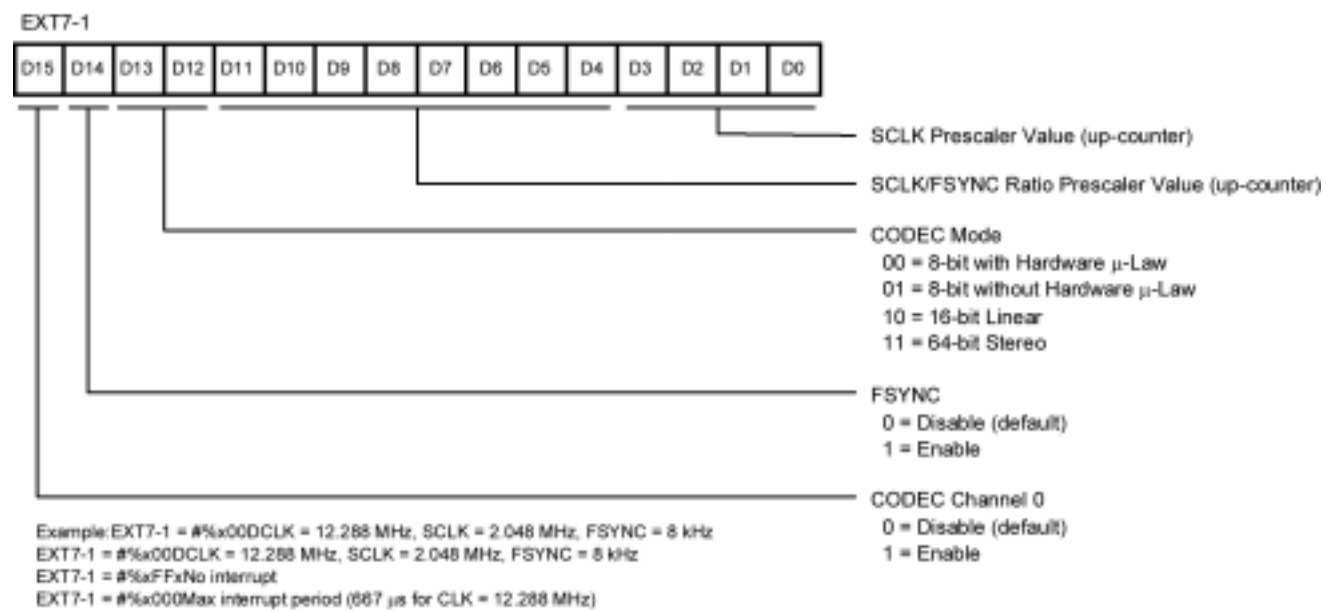 EXT7-1
D15 D14 D13 D12 D11 D10 D9 D8 D7 D6 D5 D4 D3 D2 D1 D0
SCLK Prescaler Value (up-counter)
SCLK/FSYNC Ratio Prescaler Value (up-counter)
CODEC Mode
00 = 8-bit with Hardware μ-Law
01 = 8-bit without Hardware μ-Law
10 = 16-bit Linear
11 = 64-bit Stereo
FSYNC
0 = Disable (default)
1 = Enable
CODEC Channel 0
0 = Disable (default)
1 = Enable
Example:EXT7-1 = #%x00DCLK = 12.288 MHz, SCLK = 2.048 MHz, FSYNC = 8 kHz
EXT7-1 = #%x00DCLK = 12.288 MHz, SCLK = 2.048 MHz, FSYNC = 8 kHz
EXT7-1 = #%xFFxNo interrupt
EXT7-1 = #%x000Max interrupt period (667 μs for CLK = 12.288 MHz)